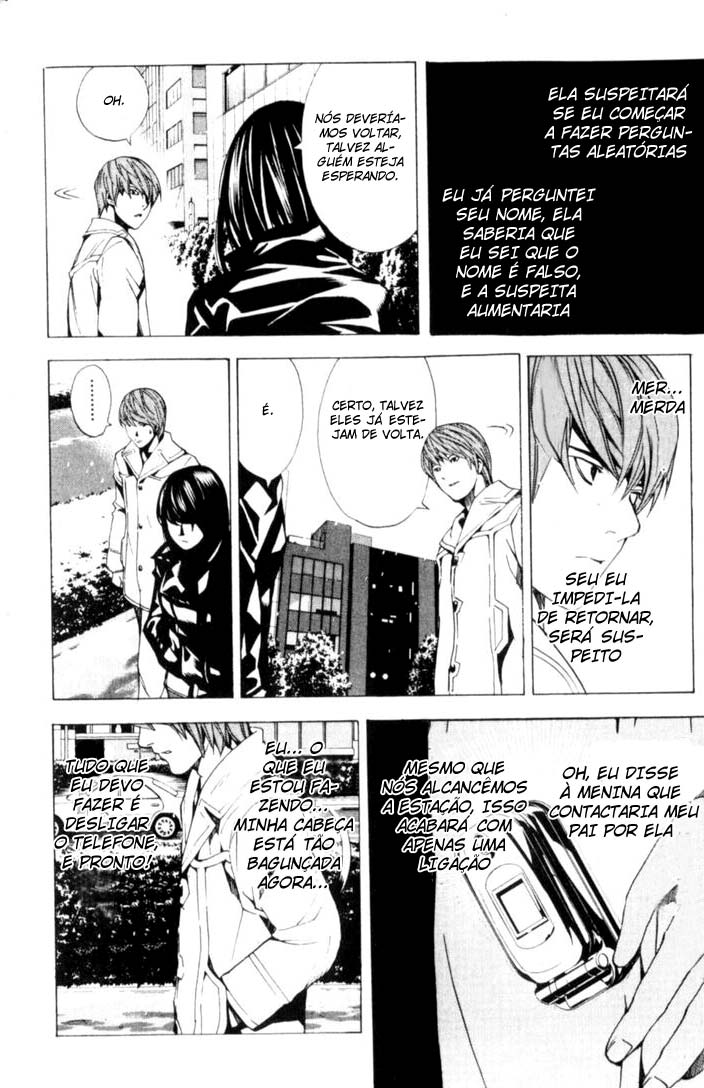 ELA SUSPEITARÁ
SE EU COMEÇAR
A FAZER PERGUN-
TAS ALEATÓRIAS
EU JÁ PERGUNTEI
SEU NOME, ELA
SABERIA QUE
EU SEI QUE O
NOME É FALSO,
E A SUSPEITA
AUMENTARIA
NÓS DEVERÍA-
MOS VOLTAR,
TALVEZ AL-
GUÉM ESTEJA
ESPERANDO.
OH.
MER...
MERDA
SEU EU
IMPEDI-LA
DE RETORNAR,
SERÁ SUS-
PEITO
CERTO, TALVEZ
ELES JÁ ESTE-
JAM DE VOLTA.
É.
........
OH, EU DISSE
À MENINA QUE
CONTACTARIA MEU
PAI POR ELA
MESMO QUE
NÓS ALCANCÊMOS
A ESTAÇÃO, ISSO
ACABARÁ COM
APENAS UMA
LIGAÇÃO
EU... O
QUE EU
ESTOU FA-
ZENDO...
MINHA CABEÇA
ESTÁ TÃO
BAGUNÇADA
AGORA...
TUDO QUE
EU DEVO
FAZER É
DESLIGAR
O TELEFONE,
E PRONTO!